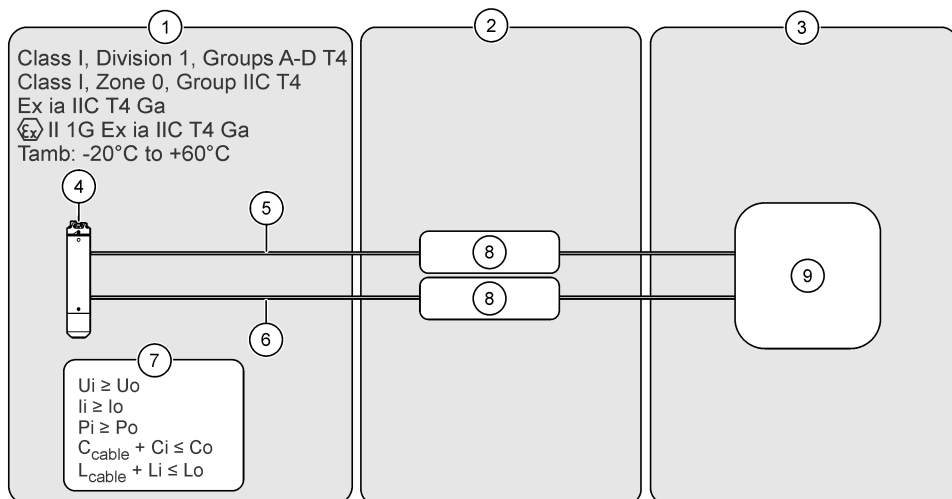 1
2
3
Class I, Division 1, Groups A-D T4
Class I, Zone 0, Group IIC T4
Ex ia IIC T4 Ga
Ex II 1G Ex ia IIC T4 Ga
Tamb: -20°C to +60°C
4
5
8
9
8
6
7
Ui ≥ Uo
Ii ≥ Io
Pi ≥ Po
Ccable + Ci ≤ Co
Lcable + Li ≤ Lo